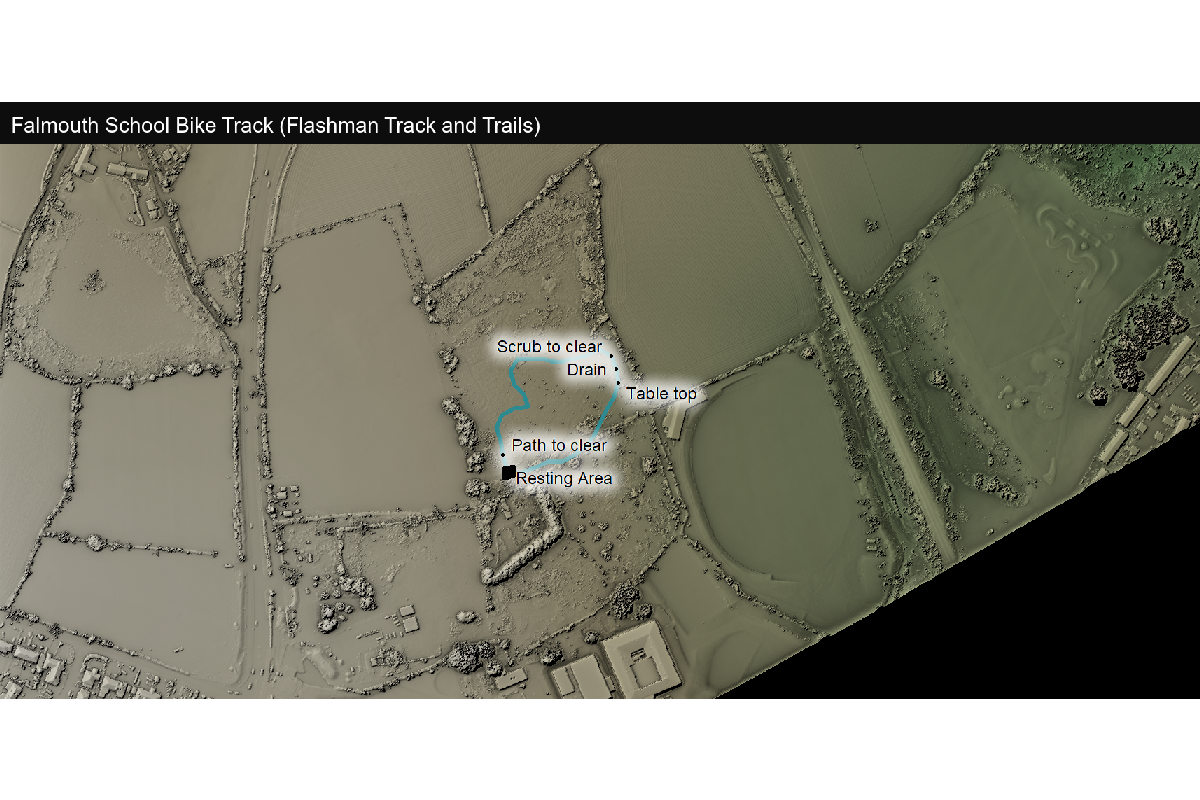 Falmouth School Bike Track (Flashman Track and Trails)
Scrub to clear
Drain
Table top
Path to clear
Resting Area